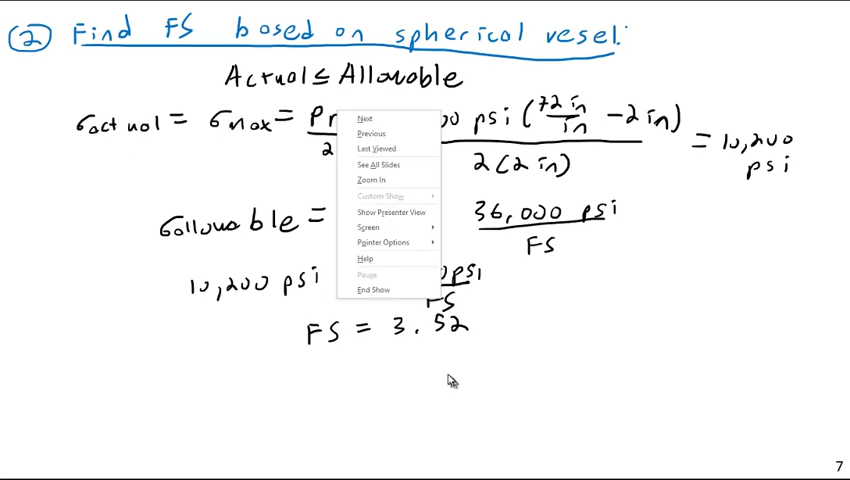 (2) Find FS based on spherical vesel:
Actual ≤ Allowable
σactual = σmax = Pr / 2 00 psi (72 in / in - 2 in) / 2(2 in) = 10,200 psi
σallowable = 36,000 psi / FS
10,200 psi 0 psi / FS
FS = 3.52
Next
Previous
Last Viewed
See All Slides
Zoom In
Custom Show
Show Presenter View
Screen
Pointer Options
Help
Pause
End Show
7